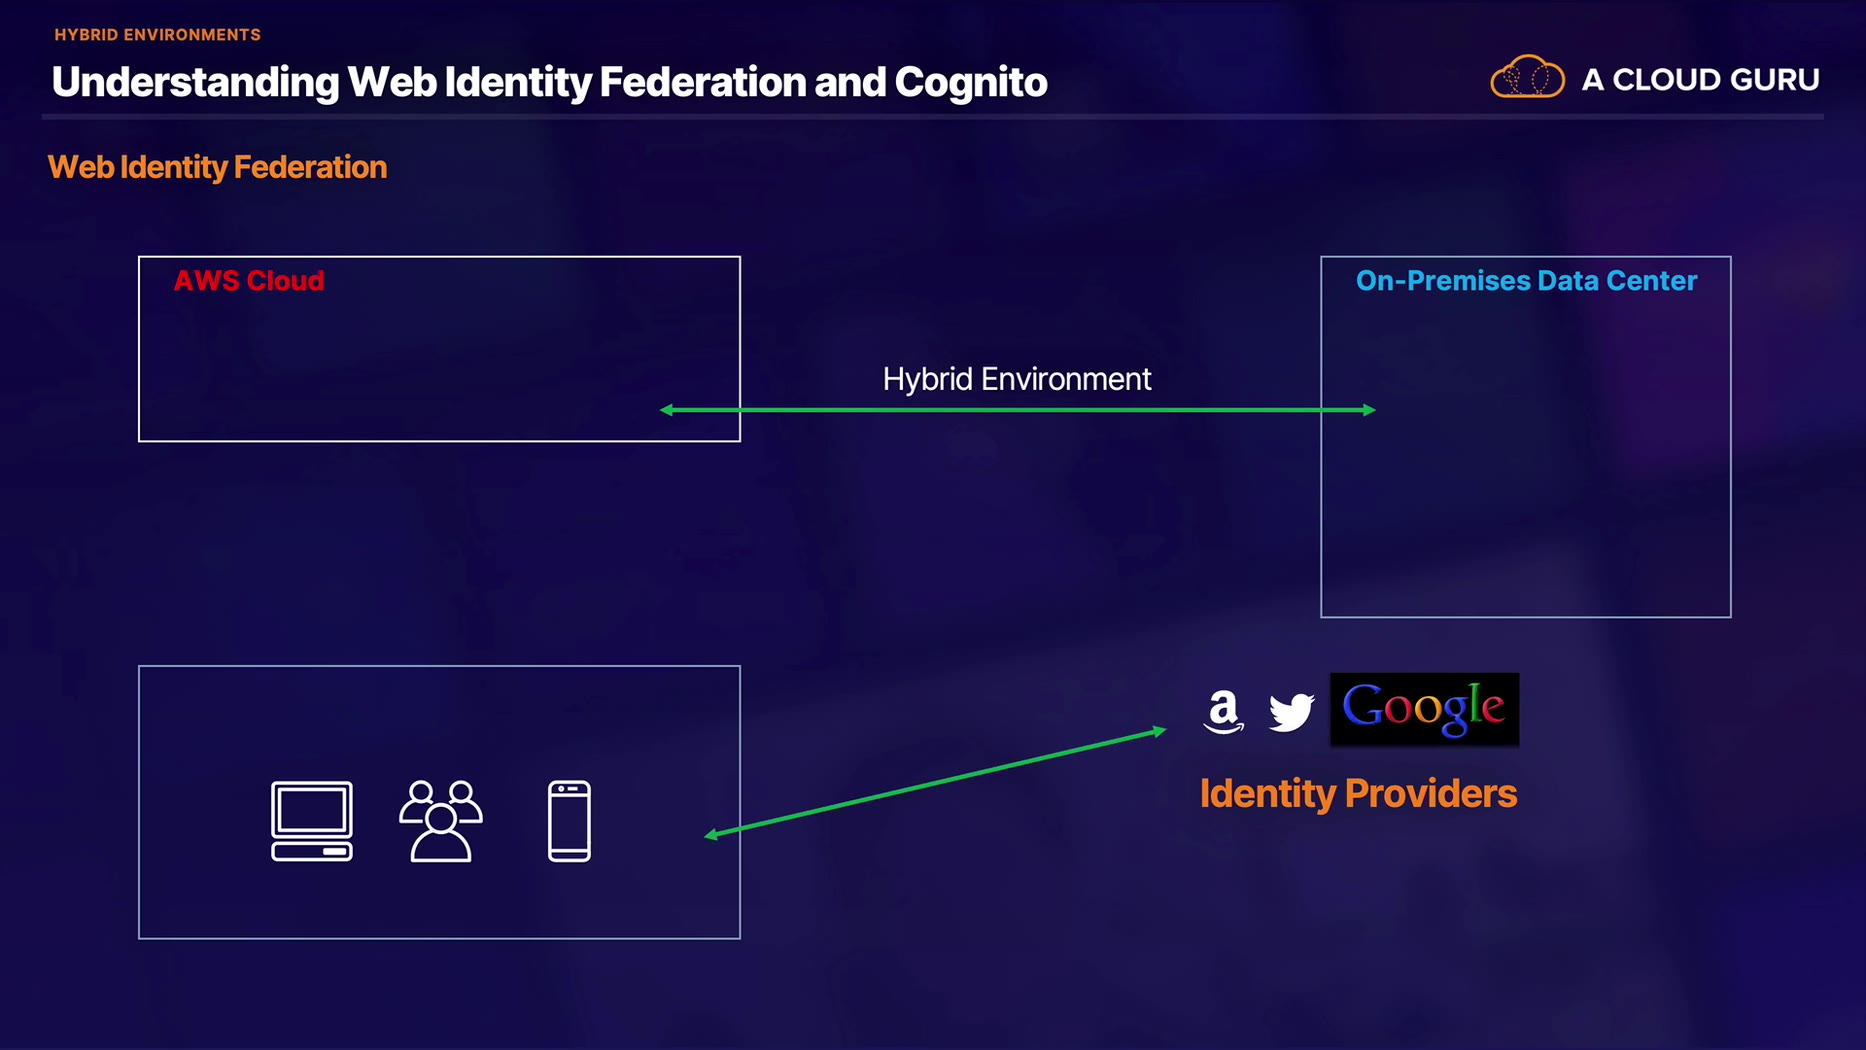 HYBRID ENVIRONMENTS
Understanding Web Identity Federation and Cognito
A CLOUD GURU
Web Identity Federation
AWS Cloud
On-Premises Data Center
Hybrid Environment
a
Google
Identity Providers